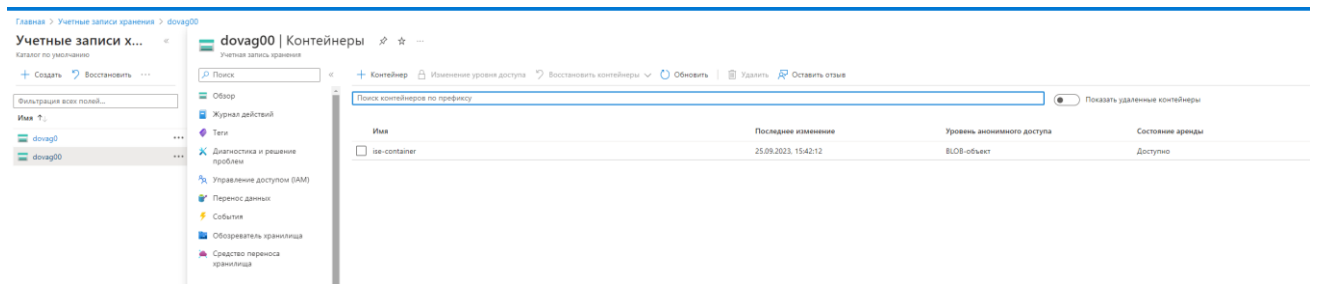 Главная > Учетные записи хранения > dovag00
Учетные записи х... «
Каталог по умолчанию
+ Создать Восстановить ...
Фильтрация всех полей...
Имя ↑↓
dovag0 ...
dovag00 ...
dovag00 | Контейнеры ...
Учетная запись хранения
Поиск «
Обзор
Журнал действий
Теги
Диагностика и решение
проблем
Управление доступом (IAM)
Перенос данных
События
Обозреватель хранилища
Средство переноса
хранилища
+ Контейнер Изменение уровня доступа Восстановить контейнеры Обновить Удалить Оставить отзыв
Поиск контейнеров по префиксу Показать удаленные контейнеры
Имя Последнее изменение Уровень анонимного доступа Состояние аренды
ise-container 25.09.2023, 15:42:12 BLOB-объект Доступно